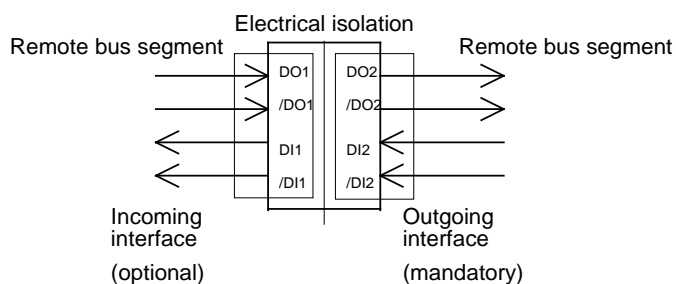 Electrical isolation
Remote bus segment
Remote bus segment
DO1
DO2
/DO1
/DO2
DI1
DI2
/DI1
/DI2
Incoming
interface
(optional)
Outgoing
interface
(mandatory)